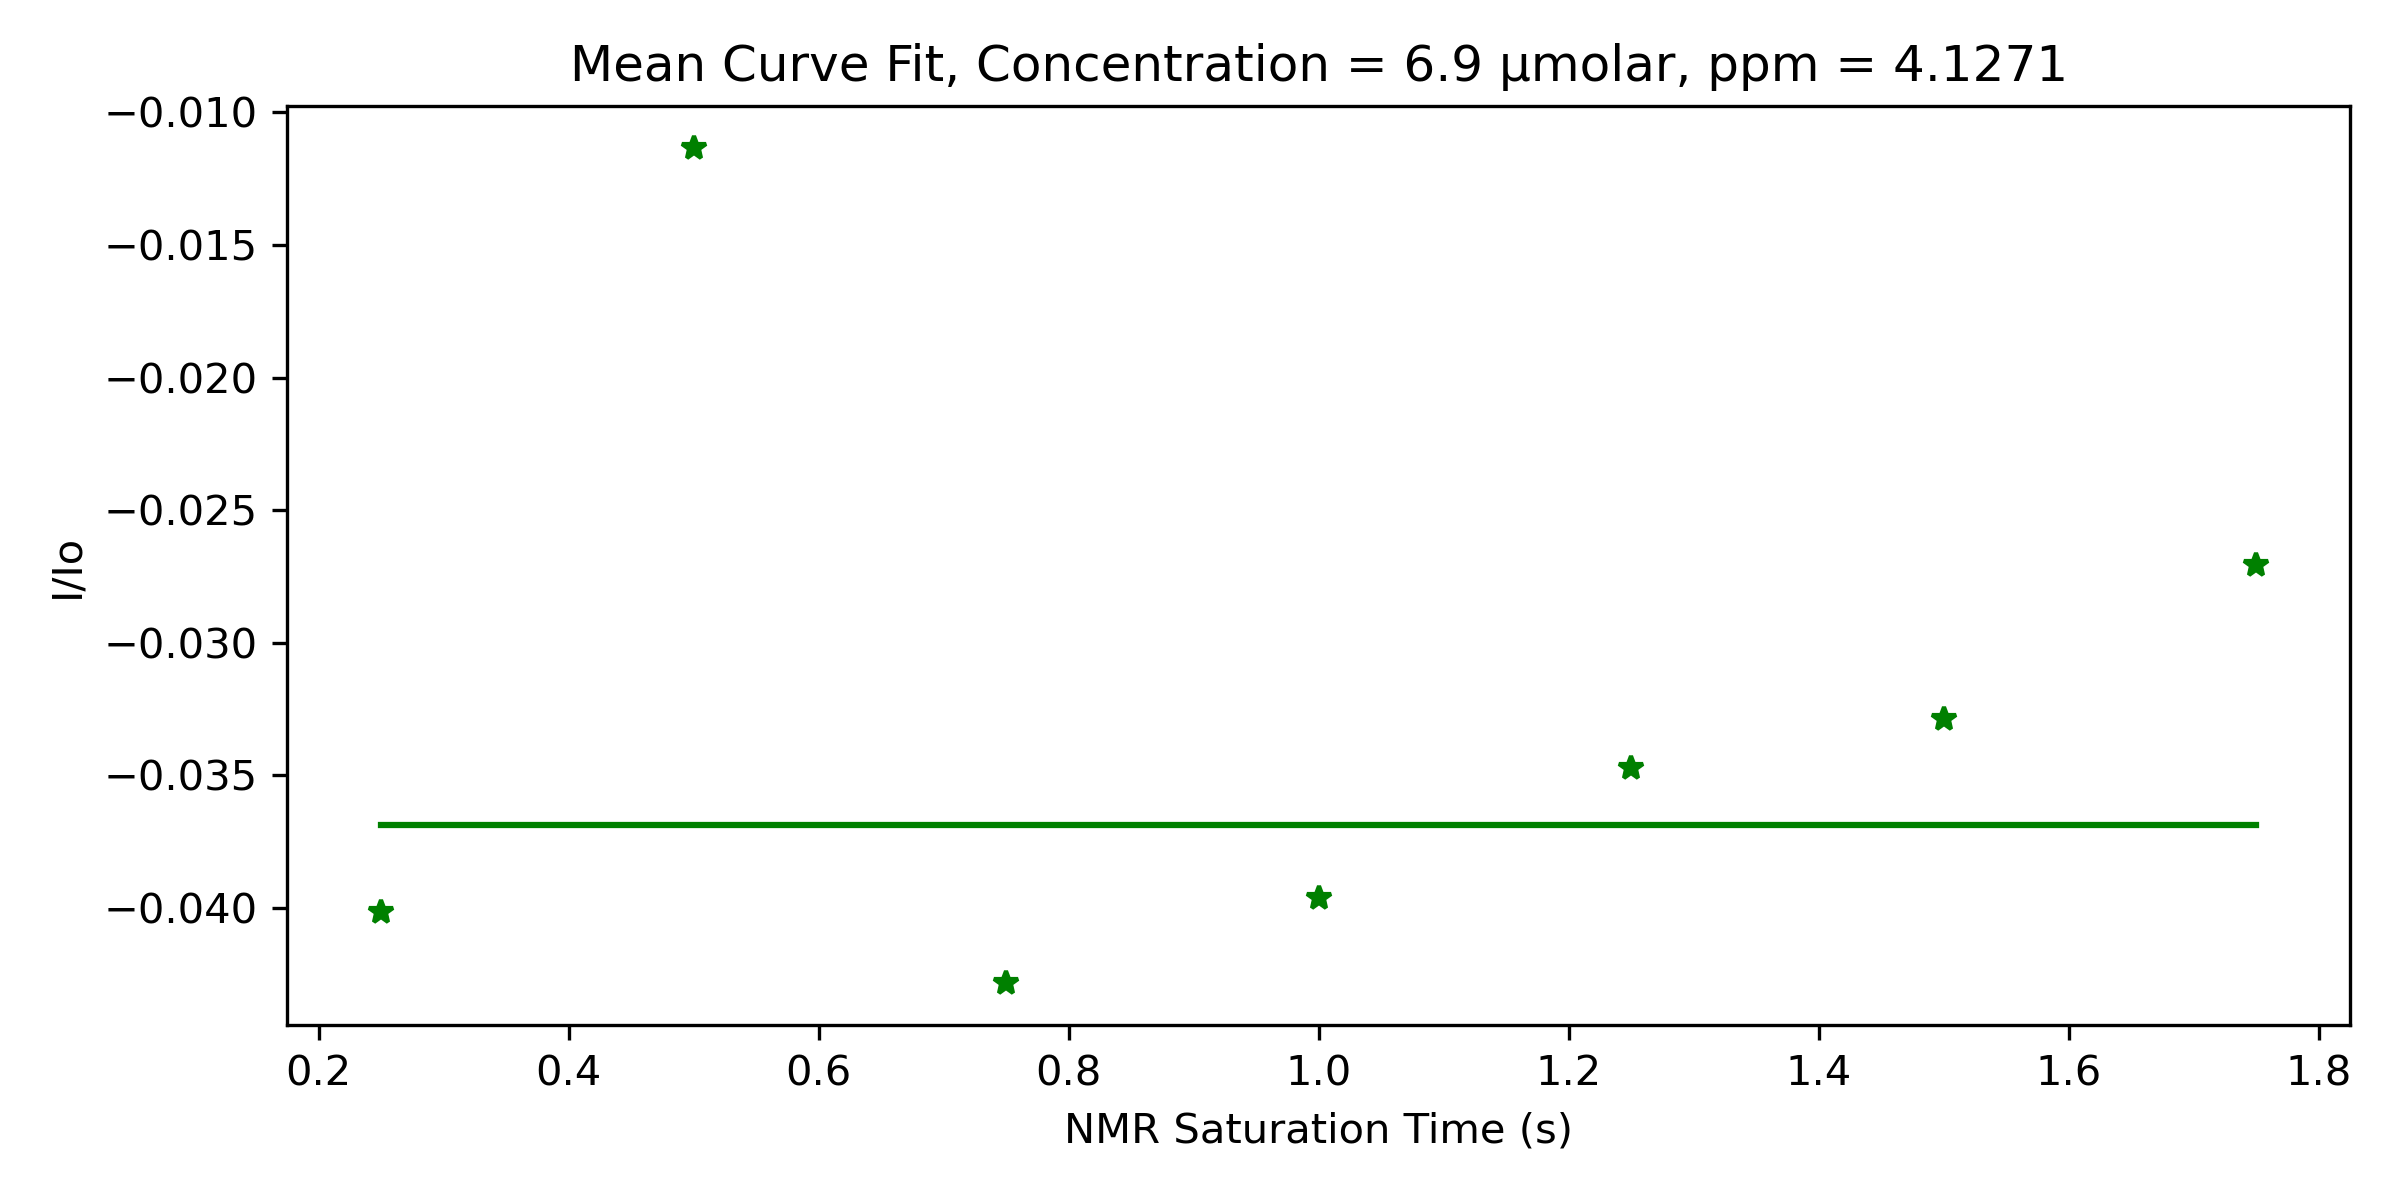 Mean Curve Fit, Concentration = 6.9 μmolar, ppm = 4.1271
−0.010
−0.015
−0.020
−0.025
−0.030
−0.035
−0.040
I/Io
0.2 0.4 0.6 0.8 1.0 1.2 1.4 1.6 1.8
NMR Saturation Time (s)